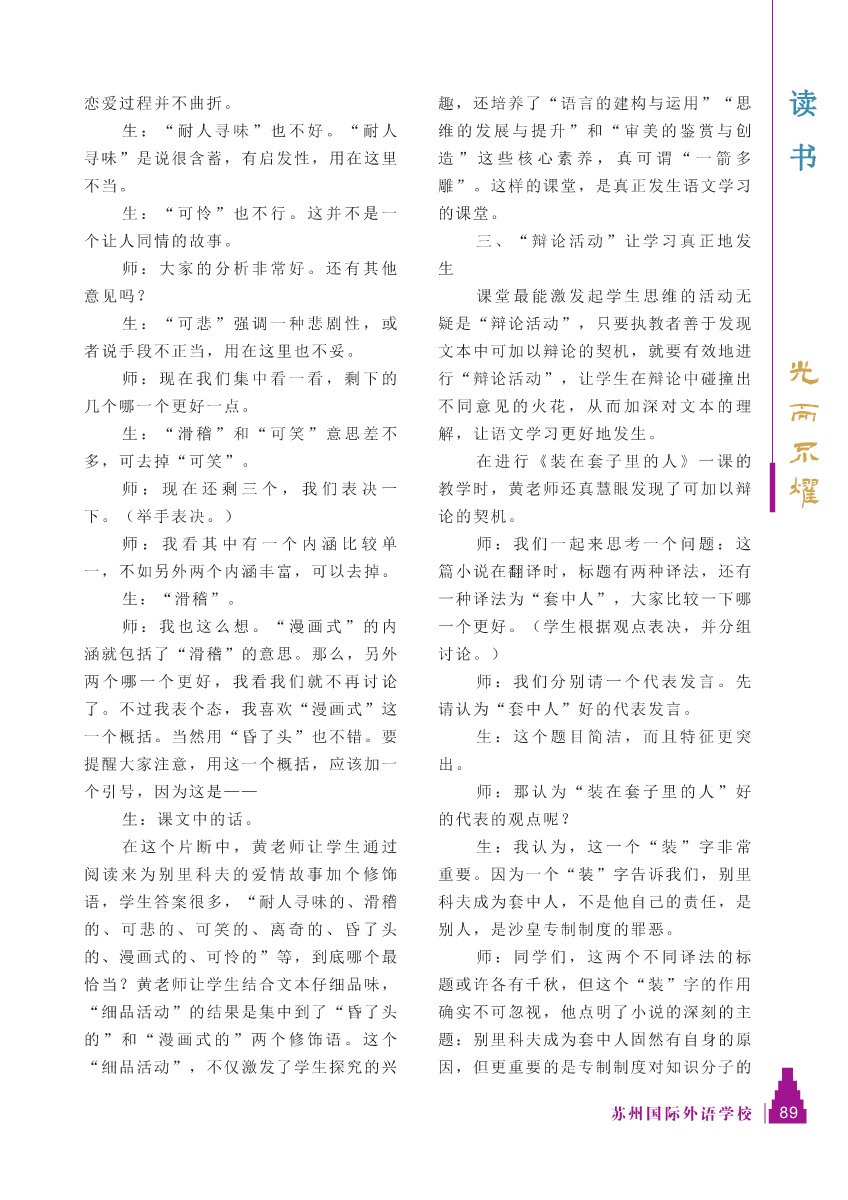 恋爱过程并不曲折。
生：“耐人寻味”也不好。“耐人
寻味”是说很含蓄，有启发性，用在这里
不当。
生：“可怜”也不行。这并不是一
个让人同情的故事。
师：大家的分析非常好。还有其他
意见吗？
生：“可悲”强调一种悲剧性，或
者说手段不正当，用在这里也不妥。
师：现在我们集中看一看，剩下的
几个哪一个更好一点。
生：“滑稽”和“可笑”意思差不
多，可去掉“可笑”。
师：现在还剩三个，我们表决一
下。（举手表决。）
师：我看其中有一个内涵比较单
一，不如另外两个内涵丰富，可以去掉。
生：“滑稽”。
师：我也这么想。“漫画式”的内
涵就包括了“滑稽”的意思。那么，另外
两个哪一个更好，我看我们就不再讨论
了。不过我表个态，我喜欢“漫画式”这
一个概括。当然用“昏了头”也不错。要
提醒大家注意，用这一个概括，应该加一
个引号，因为这是——
生：课文中的话。
在这个片断中，黄老师让学生通过
阅读来为别里科夫的爱情故事加个修饰
语，学生答案很多，“耐人寻味的、滑稽
的、可悲的、可笑的、离奇的、昏了头
的、漫画式的、可怜的”等，到底哪个最
恰当？黄老师让学生结合文本仔细品味，
“细品活动”的结果是集中到了“昏了头
的”和“漫画式的”两个修饰语。这个
“细品活动”，不仅激发了学生探究的兴
趣，还培养了“语言的建构与运用”“思
维的发展与提升”和“审美的鉴赏与创
造”这些核心素养，真可谓“一箭多
雕”。这样的课堂，是真正发生语文学习
的课堂。
三、“辩论活动”让学习真正地发
生
课堂最能激发起学生思维的活动无
疑是“辩论活动”，只要执教者善于发现
文本中可加以辩论的契机，就要有效地进
行“辩论活动”，让学生在辩论中碰撞出
不同意见的火花，从而加深对文本的理
解，让语文学习更好地发生。
在进行《装在套子里的人》一课的
教学时，黄老师还真慧眼发现了可加以辩
论的契机。
师：我们一起来思考一个问题：这
篇小说在翻译时，标题有两种译法，还有
一种译法为“套中人”，大家比较一下哪
一个更好。（学生根据观点表决，并分组
讨论。）
师：我们分别请一个代表发言。先
请认为“套中人”好的代表发言。
生：这个题目简洁，而且特征更突
出。
师：那认为“装在套子里的人”好
的代表的观点呢？
生：我认为，这一个“装”字非常
重要。因为一个“装”字告诉我们，别里
科夫成为套中人，不是他自己的责任，是
别人，是沙皇专制制度的罪恶。
师：同学们，这两个不同译法的标
题或许各有千秋，但这个“装”字的作用
确实不可忽视，他点明了小说的深刻的主
题：别里科夫成为套中人固然有自身的原
因，但更重要的是专制制度对知识分子的
读书
光而不耀
苏州国际外语学校
89